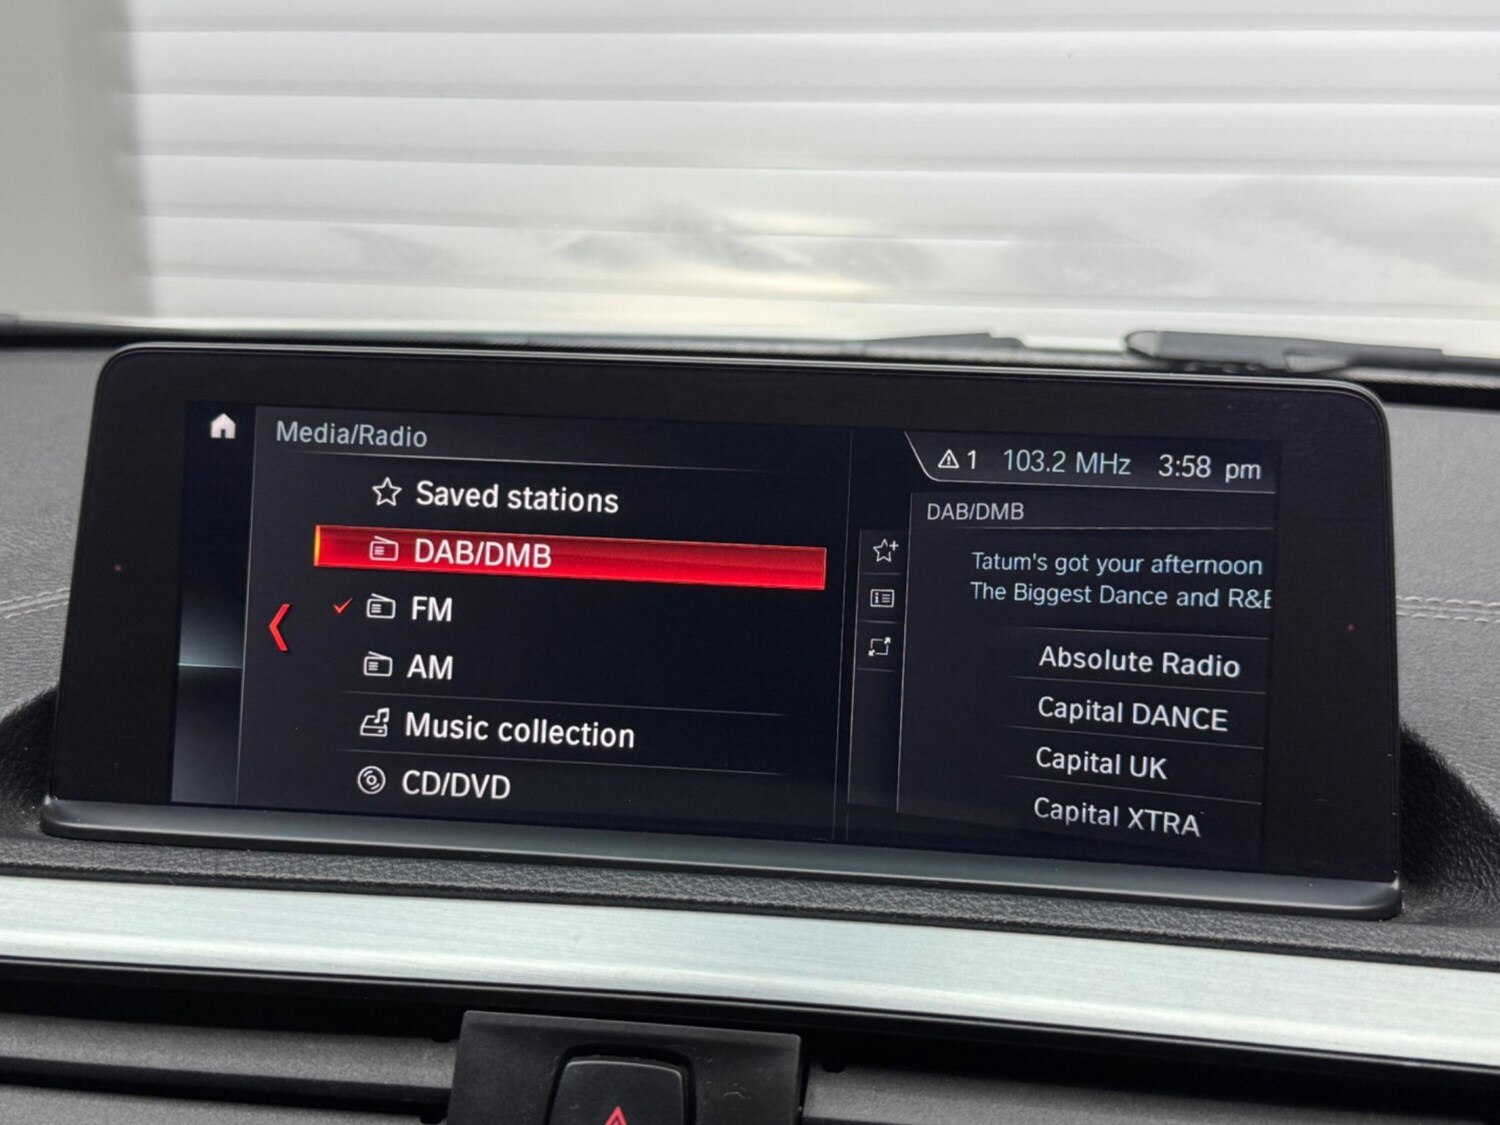 Media/Radio
Saved stations
DAB/DMB
FM
AM
Music collection
CD/DVD
1 103.2 MHz 3:58 pm
DAB/DMB
Tatum's got your afternoon
The Biggest Dance and R&B
Absolute Radio
Capital DANCE
Capital UK
Capital XTRA